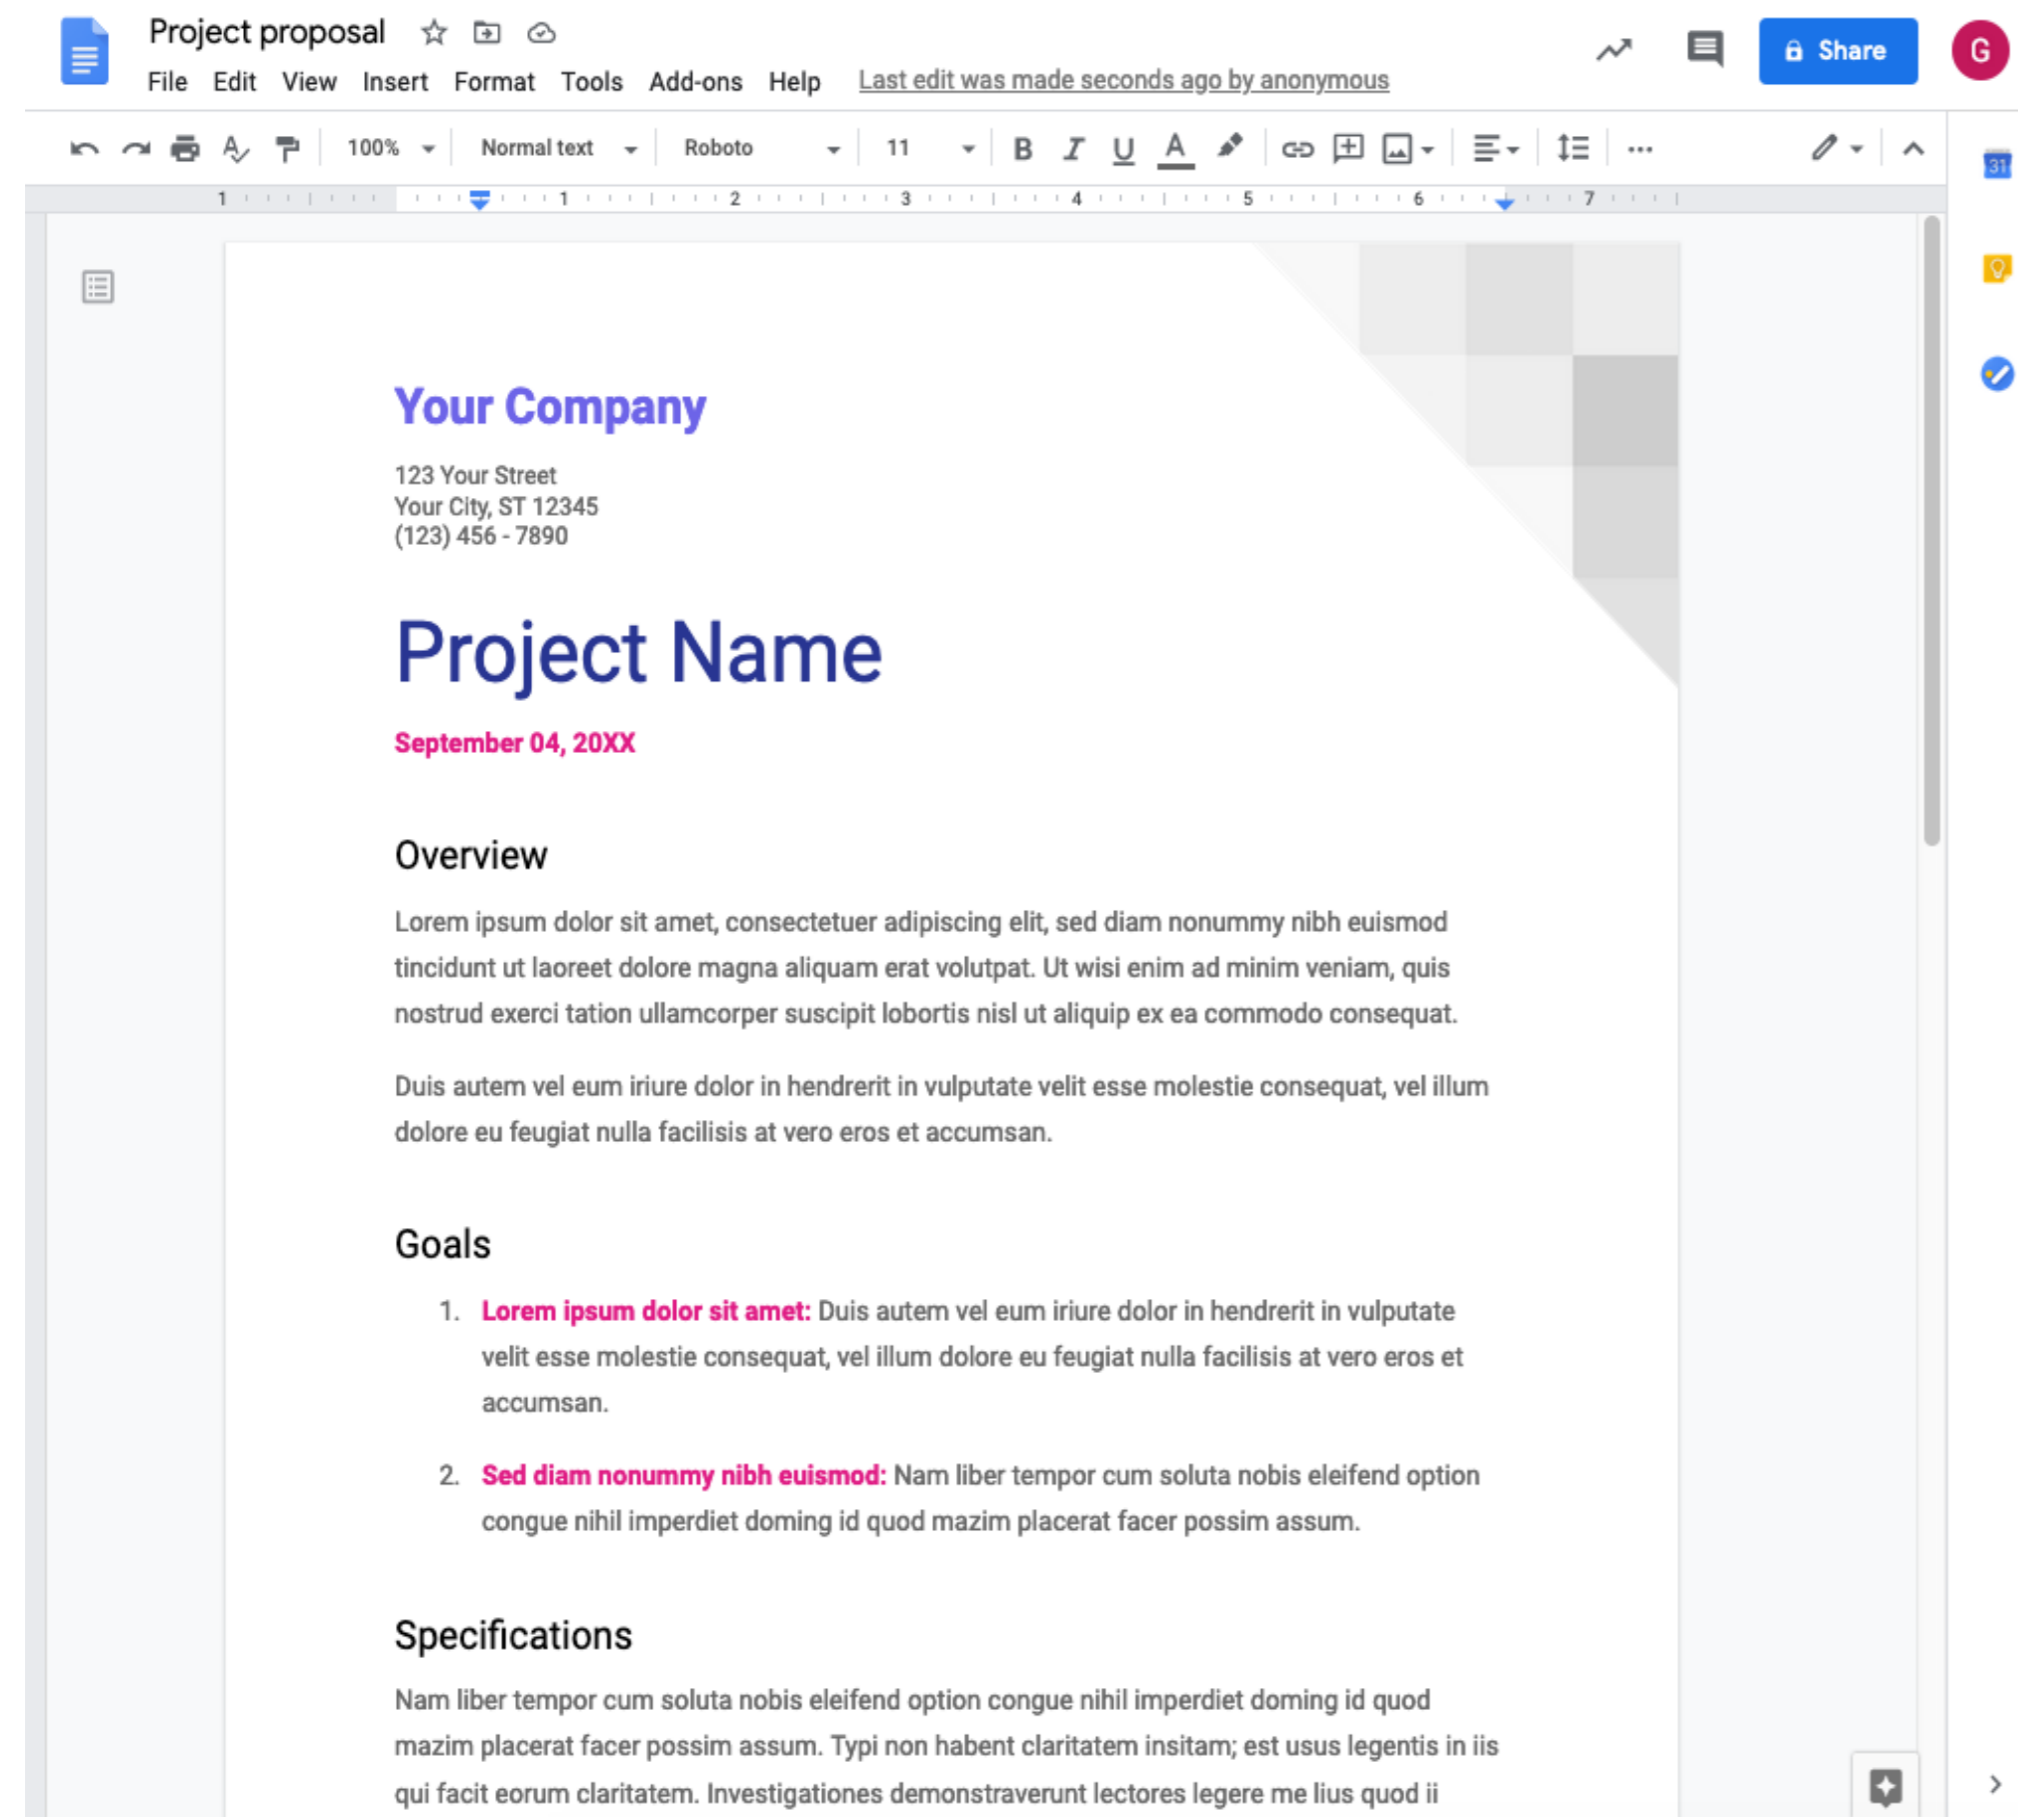 Project proposal
File Edit View Insert Format Tools Add-ons Help Last edit was made seconds ago by anonymous
Share
G
100% Normal text Roboto 11 B I U A
31
1 1 2 3 4 5 6 7
Your Company
123 Your Street
Your City, ST 12345
(123) 456 - 7890
Project Name
September 04, 20XX
Overview
Lorem ipsum dolor sit amet, consectetuer adipiscing elit, sed diam nonummy nibh euismod
tincidunt ut laoreet dolore magna aliquam erat volutpat. Ut wisi enim ad minim veniam, quis
nostrud exerci tation ullamcorper suscipit lobortis nisl ut aliquip ex ea commodo consequat.
Duis autem vel eum iriure dolor in hendrerit in vulputate velit esse molestie consequat, vel illum
dolore eu feugiat nulla facilisis at vero eros et accumsan.
Goals
1. Lorem ipsum dolor sit amet: Duis autem vel eum iriure dolor in hendrerit in vulputate
velit esse molestie consequat, vel illum dolore eu feugiat nulla facilisis at vero eros et
accumsan.
2. Sed diam nonummy nibh euismod: Nam liber tempor cum soluta nobis eleifend option
congue nihil imperdiet doming id quod mazim placerat facer possim assum.
Specifications
Nam liber tempor cum soluta nobis eleifend option congue nihil imperdiet doming id quod
mazim placerat facer possim assum. Typi non habent claritatem insitam; est usus legentis in iis
qui facit eorum claritatem. Investigationes demonstraverunt lectores legere me lius quod ii